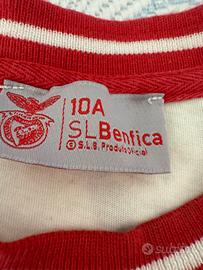 10A
SLBenfica
© S.L.B. Produto Oficial
subito